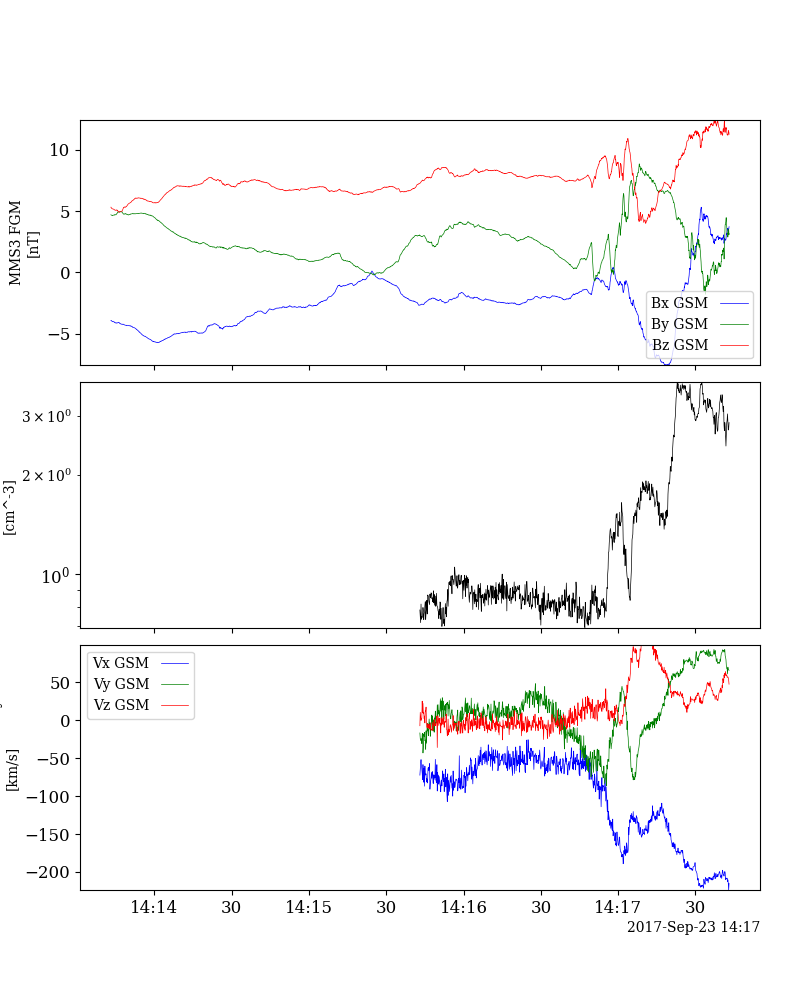 10
5
0
−5
MMS3 FGM
[nT]
Bx GSM
By GSM
Bz GSM
3 × 10⁰
2 × 10⁰
10⁰
[cm^-3]
Vx GSM
Vy GSM
Vz GSM
50
0
−50
−100
−150
−200
[km/s]
14:14 30 14:15 30 14:16 30 14:17 30
2017-Sep-23 14:17